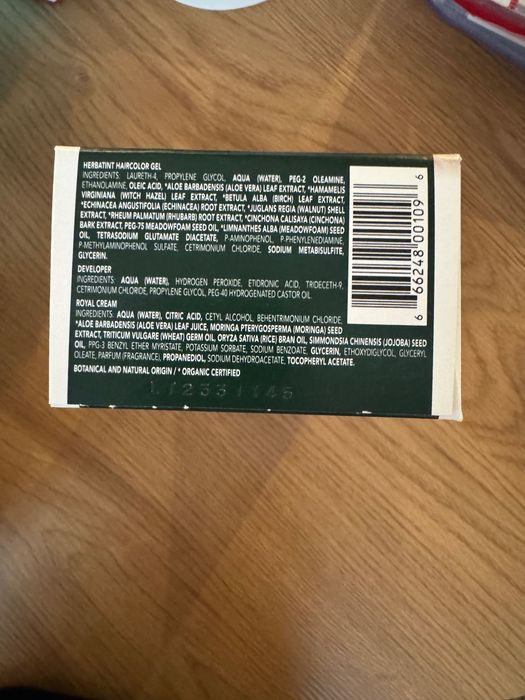 HERBATINT HAIRCOLOR GEL
INGREDIENTS: LAURETH-4, PROPYLENE GLYCOL, AQUA (WATER), PEG-2 OLEAMINE,
ETHANOLAMINE, OLEIC ACID, *ALOE BARBADENSIS (ALOE VERA) LEAF EXTRACT, *HAMAMELIS
VIRGINIANA (WITCH HAZEL) LEAF EXTRACT, *BETULA ALBA (BIRCH) LEAF EXTRACT,
*ECHINACEA ANGUSTIFOLIA (ECHINACEA) ROOT EXTRACT, *JUGLANS REGIA (WALNUT) SHELL
EXTRACT, *RHEUM PALMATUM (RHUBARB) ROOT EXTRACT, *CINCHONA CALISAYA (CINCHONA)
BARK EXTRACT, PEG-75 MEADOWFOAM SEED OIL, *LIMNANTHES ALBA (MEADOWFOAM) SEED
OIL, TETRASODIUM GLUTAMATE DIACETATE, P-AMINOPHENOL, P-PHENYLENEDIAMINE,
P-METHYLAMINOPHENOL SULFATE, CETRIMONIUM CHLORIDE, SODIUM METABISULFITE,
GLYCERIN.
DEVELOPER
INGREDIENTS: AQUA (WATER), HYDROGEN PEROXIDE, ETIDRONIC ACID, TRIDECETH-9,
CETRIMONIUM CHLORIDE, PROPYLENE GLYCOL, PEG-40 HYDROGENATED CASTOR OIL.
ROYAL CREAM
INGREDIENTS: AQUA (WATER), CITRIC ACID, CETYL ALCOHOL, BEHENTRIMONIUM CHLORIDE,
*ALOE BARBADENSIS (ALOE VERA) LEAF JUICE, MORINGA PTERYGOSPERMA (MORINGA) SEED
EXTRACT, TRITICUM VULGARE (WHEAT) GERM OIL, ORYZA SATIVA (RICE) BRAN OIL, SIMMONDSIA CHINENSIS (JOJOBA) SEED
OIL, PPG-3 BENZYL ETHER MYRISTATE, POTASSIUM SORBATE, SODIUM BENZOATE, GLYCERIN, ETHOXYDIGLYCOL, GLYCERYL
OLEATE, PARFUM (FRAGRANCE), PROPANEDIOL, SODIUM DEHYDROACETATE, TOCOPHERYL ACETATE.
BOTANICAL AND NATURAL ORIGIN / * ORGANIC CERTIFIED
6 66248 00109 6